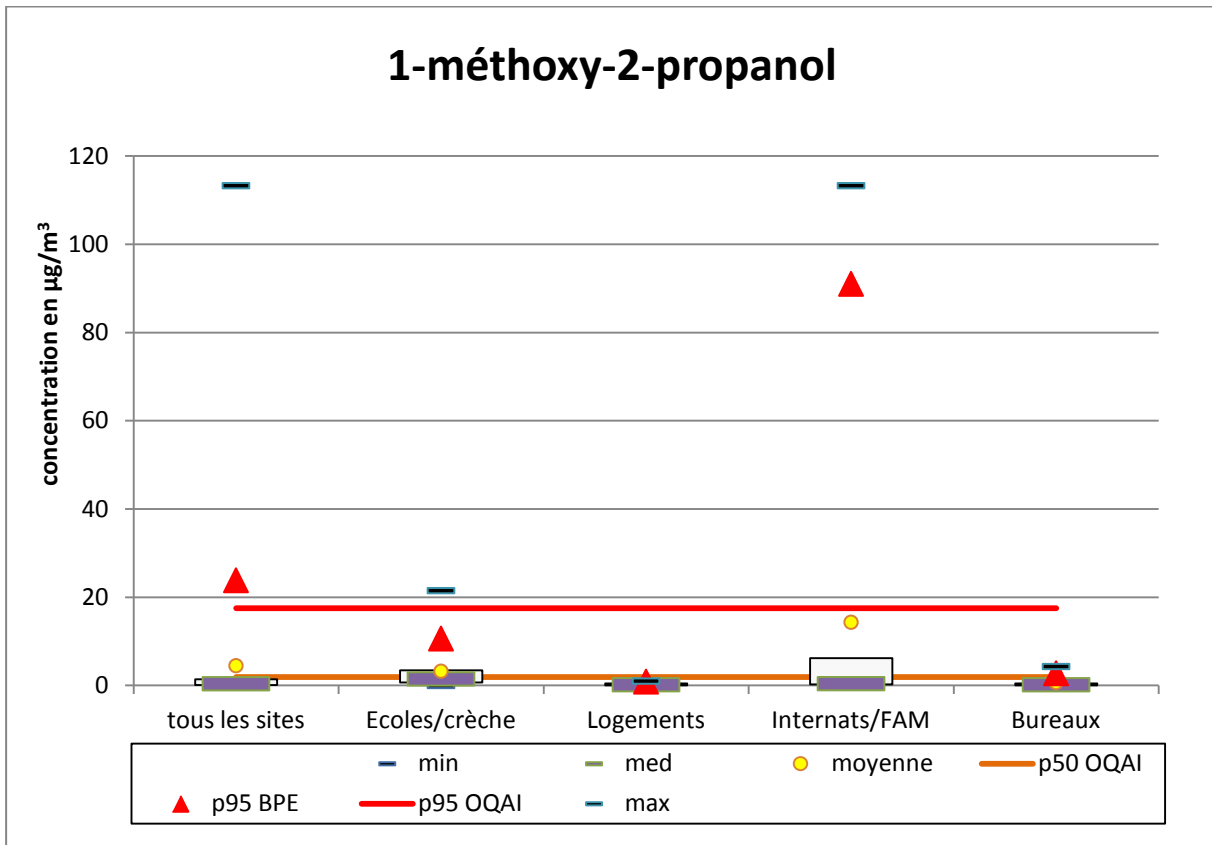 1-méthoxy-2-propanol
concentration en µg/m³
120
100
80
60
40
20
0
tous les sites Ecoles/crèche Logements Internats/FAM Bureaux
min med moyenne p50 OQAI
p95 BPE p95 OQAI max